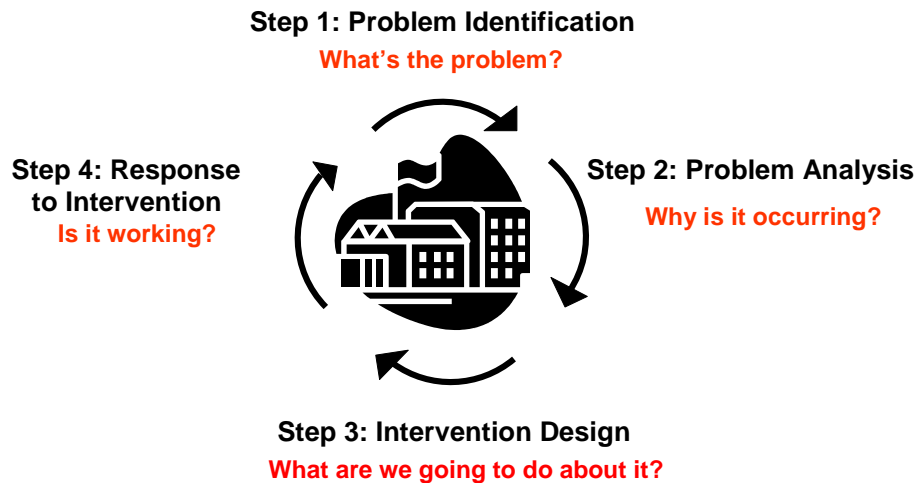 Step 1: Problem Identification
What’s the problem?
Step 2: Problem Analysis
Why is it occurring?
Step 3: Intervention Design
What are we going to do about it?
Step 4: Response
to Intervention
Is it working?